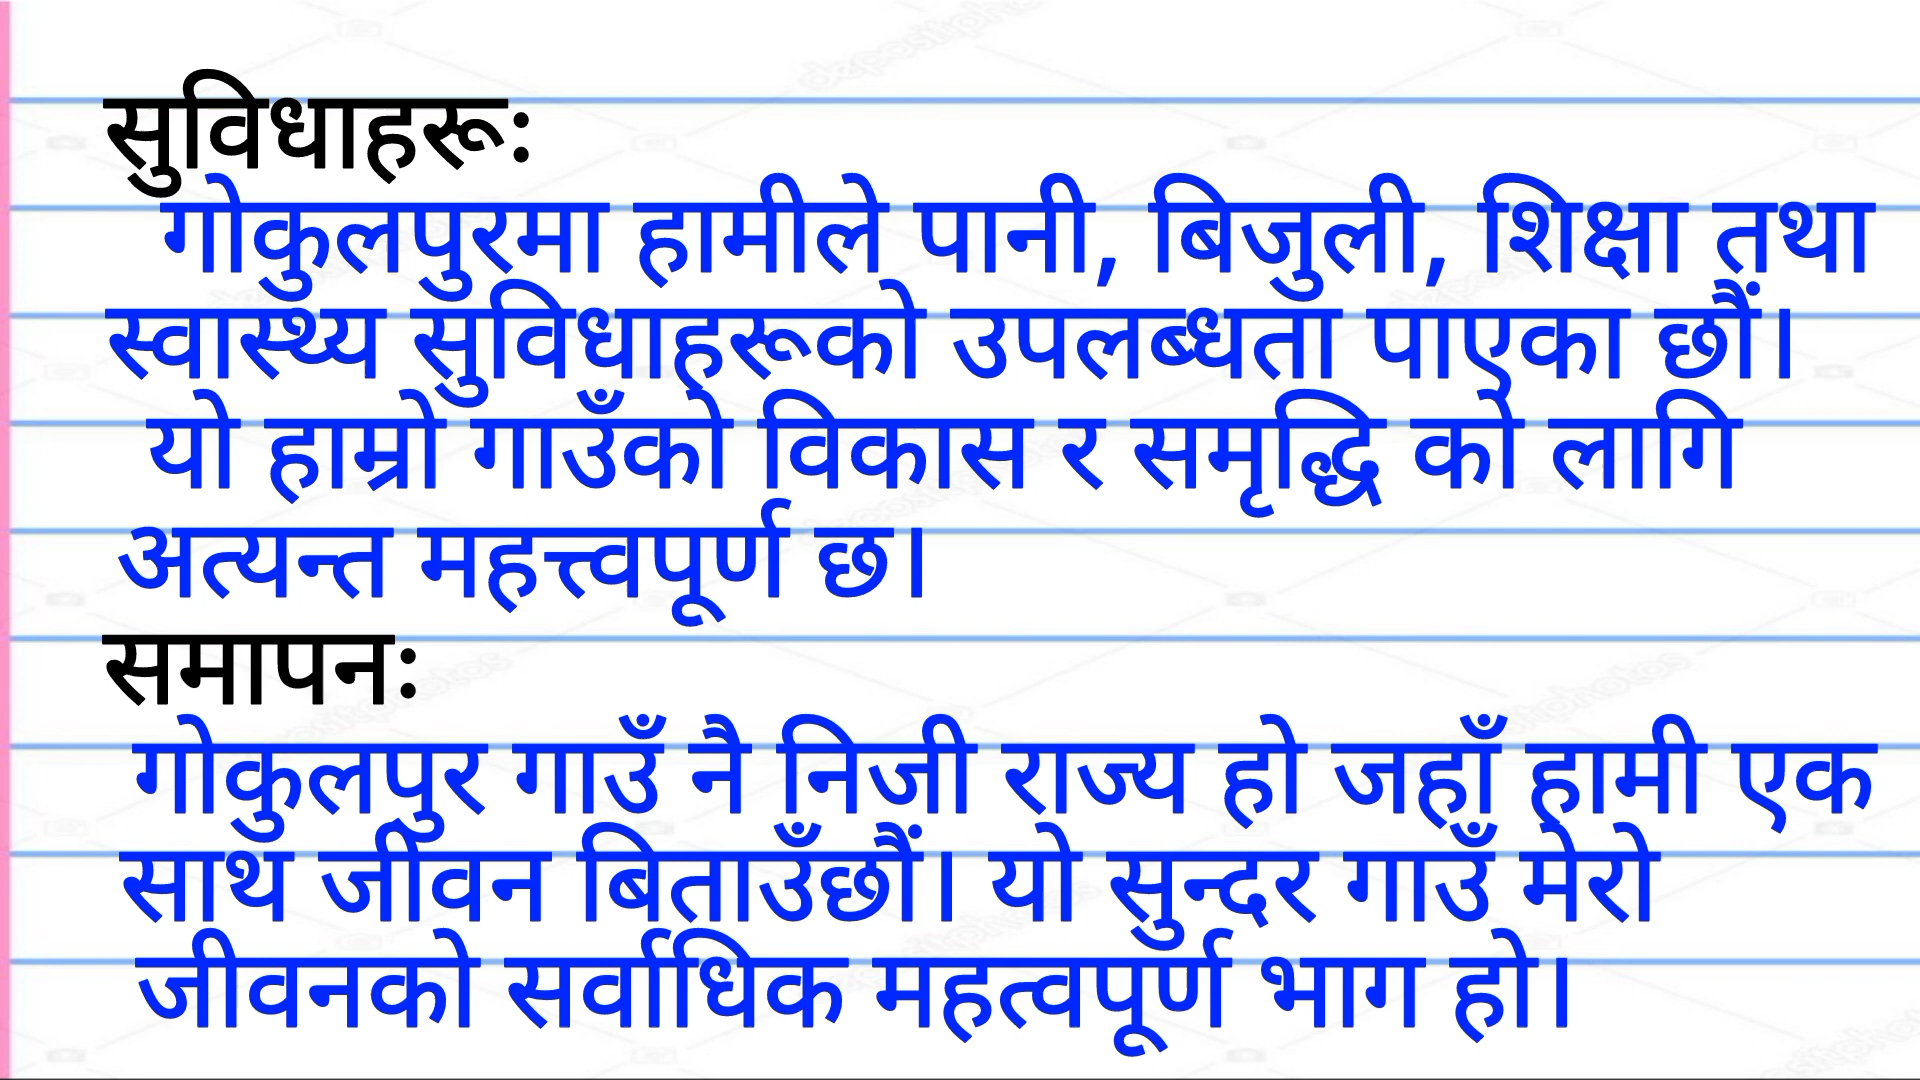 सुविधाहरू:
गोकुलपुरमा हामीले पानी, बिजुली, शिक्षा तथा
स्वास्थ्य सुविधाहरूको उपलब्धता पाएका छौं।
यो हाम्रो गाउँको विकास र समृद्धि को लागि
अत्यन्त महत्त्वपूर्ण छ।
समापन:
गोकुलपुर गाउँ नै निजी राज्य हो जहाँ हामी एक
साथ जीवन बिताउँछौं। यो सुन्दर गाउँ मेरो
जीवनको सर्वाधिक महत्वपूर्ण भाग हो।